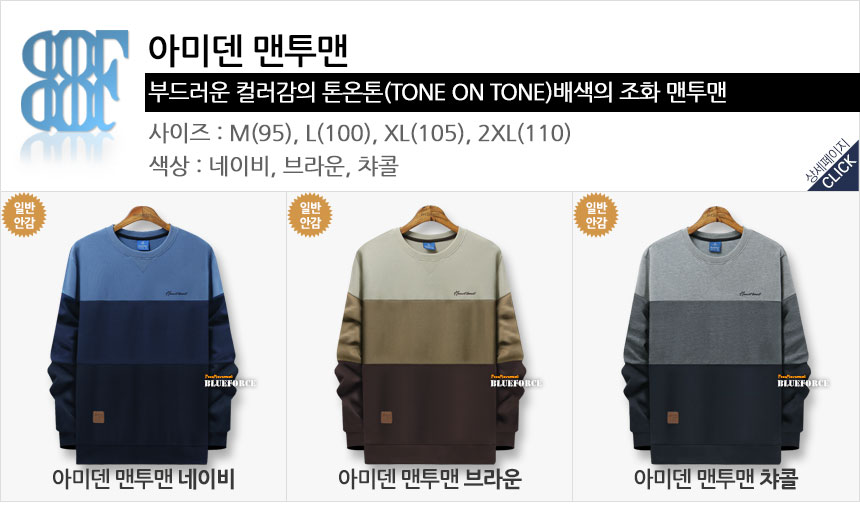 아미덴 맨투맨
부드러운 컬러감의 톤온톤(TONE ON TONE)배색의 조화 맨투맨
사이즈 : M(95), L(100), XL(105), 2XL(110)
색상 : 네이비, 브라운, 챠콜
상세페이지
CLICK
일반
안감
일반
안감
일반
안감
BLUEFORCE
BLUEFORCE
BLUEFORCE
아미덴 맨투맨 네이비
아미덴 맨투맨 브라운
아미덴 맨투맨 챠콜